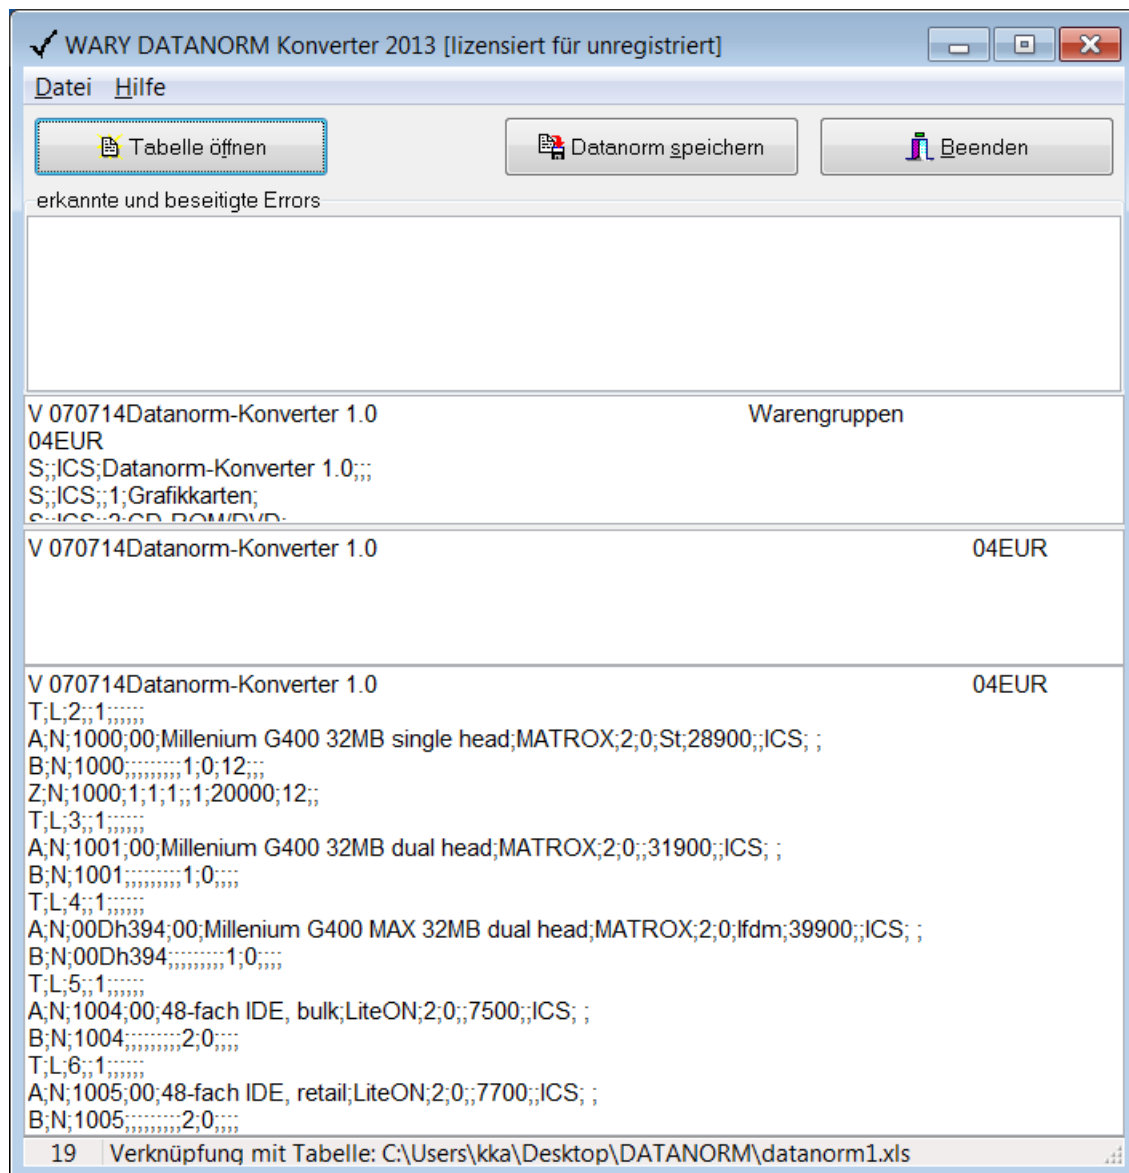 WARY DATANORM Konverter 2013 [lizensiert für unregistriert]
Datei Hilfe
Tabelle öffnen Datanorm speichern Beenden
erkannte und beseitigte Errors
V 070714Datanorm-Konverter 1.0 Warengruppen
04EUR
S;;ICS;Datanorm-Konverter 1.0;;;
S;;ICS;;1;Grafikkarten;
S;;ICS;;2;CD-ROM/DVD;
V 070714Datanorm-Konverter 1.0 04EUR
V 070714Datanorm-Konverter 1.0 04EUR
T;L;2;;1;;;;;;
A;N;1000;00;Millenium G400 32MB single head;MATROX;2;0;St;28900;;ICS; ;
B;N;1000;;;;;;;;;1;0;12;;;
Z;N;1000;1;1;1;;1;20000;12;;
T;L;3;;1;;;;;;
A;N;1001;00;Millenium G400 32MB dual head;MATROX;2;0;;31900;;ICS; ;
B;N;1001;;;;;;;;;1;0;;;;
T;L;4;;1;;;;;;
A;N;00Dh394;00;Millenium G400 MAX 32MB dual head;MATROX;2;0;lfdm;39900;;ICS; ;
B;N;00Dh394;;;;;;;;;1;0;;;;
T;L;5;;1;;;;;;
A;N;1004;00;48-fach IDE, bulk;LiteON;2;0;;7500;;ICS; ;
B;N;1004;;;;;;;;;2;0;;;;
T;L;6;;1;;;;;;
A;N;1005;00;48-fach IDE, retail;LiteON;2;0;;7700;;ICS; ;
B;N;1005;;;;;;;;;2;0;;;;
19 Verknüpfung mit Tabelle: C:\Users\kka\Desktop\DATANORM\datanorm1.xls